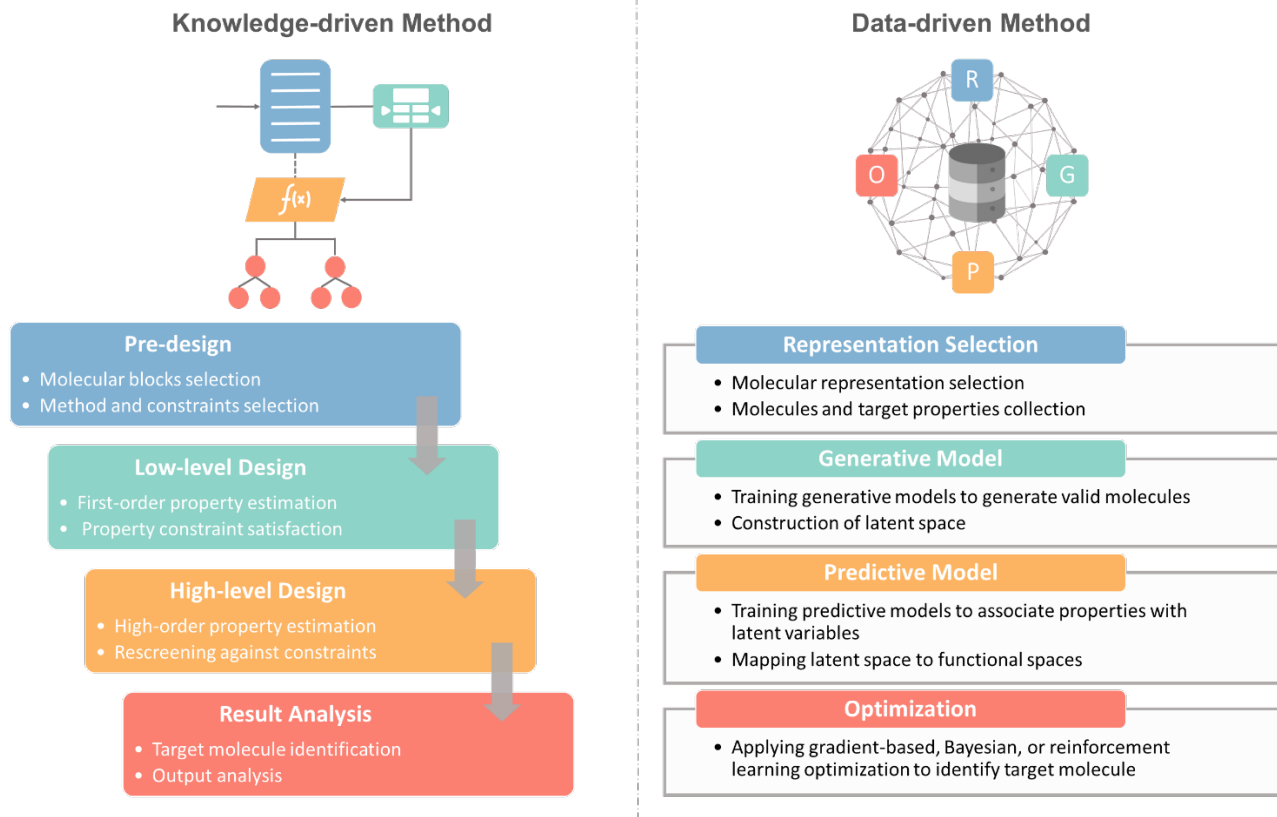 Knowledge-driven Method
f(x)
Pre-design
• Molecular blocks selection
• Method and constraints selection
Low-level Design
• First-order property estimation
• Property constraint satisfaction
High-level Design
• High-order property estimation
• Rescreening against constraints
Result Analysis
• Target molecule identification
• Output analysis
Data-driven Method
R
O
G
P
Representation Selection
• Molecular representation selection
• Molecules and target properties collection
Generative Model
• Training generative models to generate valid molecules
• Construction of latent space
Predictive Model
• Training predictive models to associate properties with
latent variables
• Mapping latent space to functional spaces
Optimization
• Applying gradient-based, Bayesian, or reinforcement
learning optimization to identify target molecule